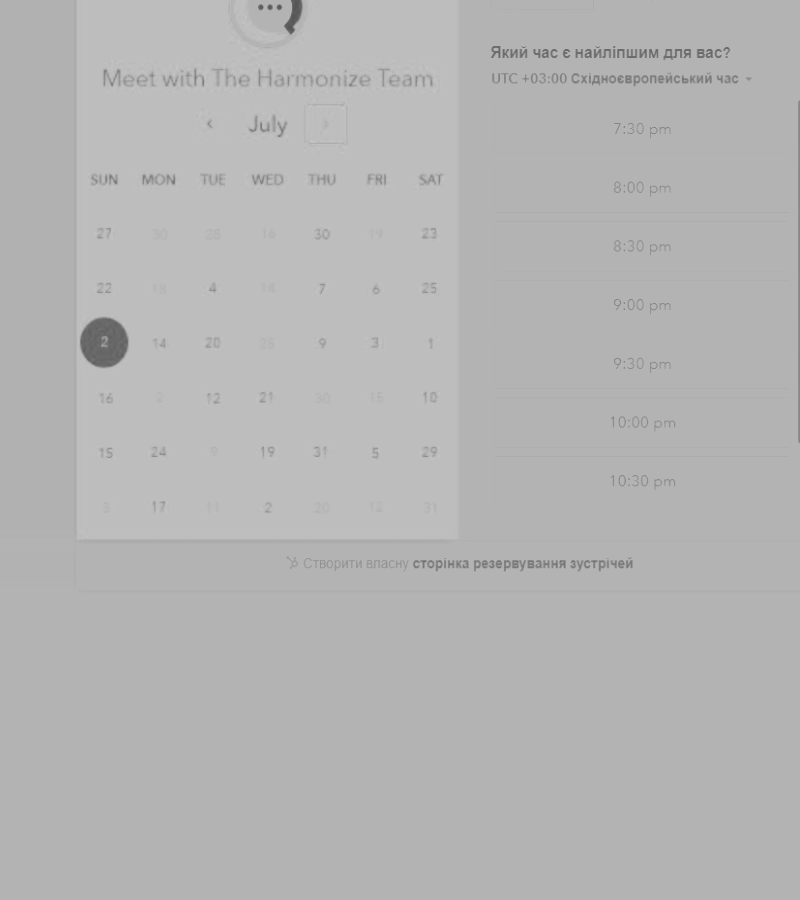 Meet with The Harmonize Team
‹ July ›
SUN MON TUE WED THU FRI SAT
27 30 25 18 30 19 23
22 16 4 18 7 6 25
2 14 20 25 9 3 1
16 2 12 21 30 15 10
15 24 9 19 31 5 29
8 17 11 2 20 12 31
Який час є найліпшим для вас?
UTC +03:00 Східноєвропейський час
7:30 pm
8:00 pm
8:30 pm
9:00 pm
9:30 pm
10:00 pm
10:30 pm
Створити власну сторінка резервування зустрічей